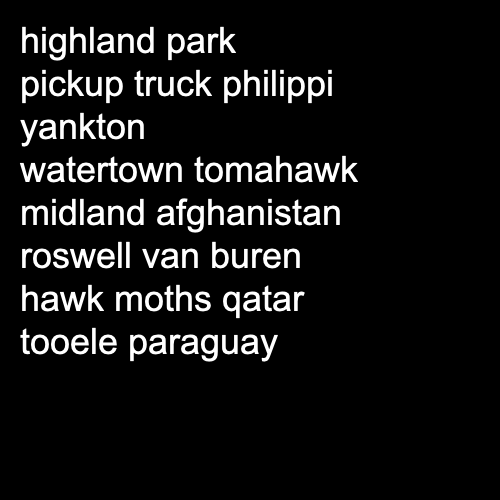 highland park
pickup truck philippi
yankton
watertown tomahawk
midland afghanistan
roswell van buren
hawk moths qatar
tooele paraguay